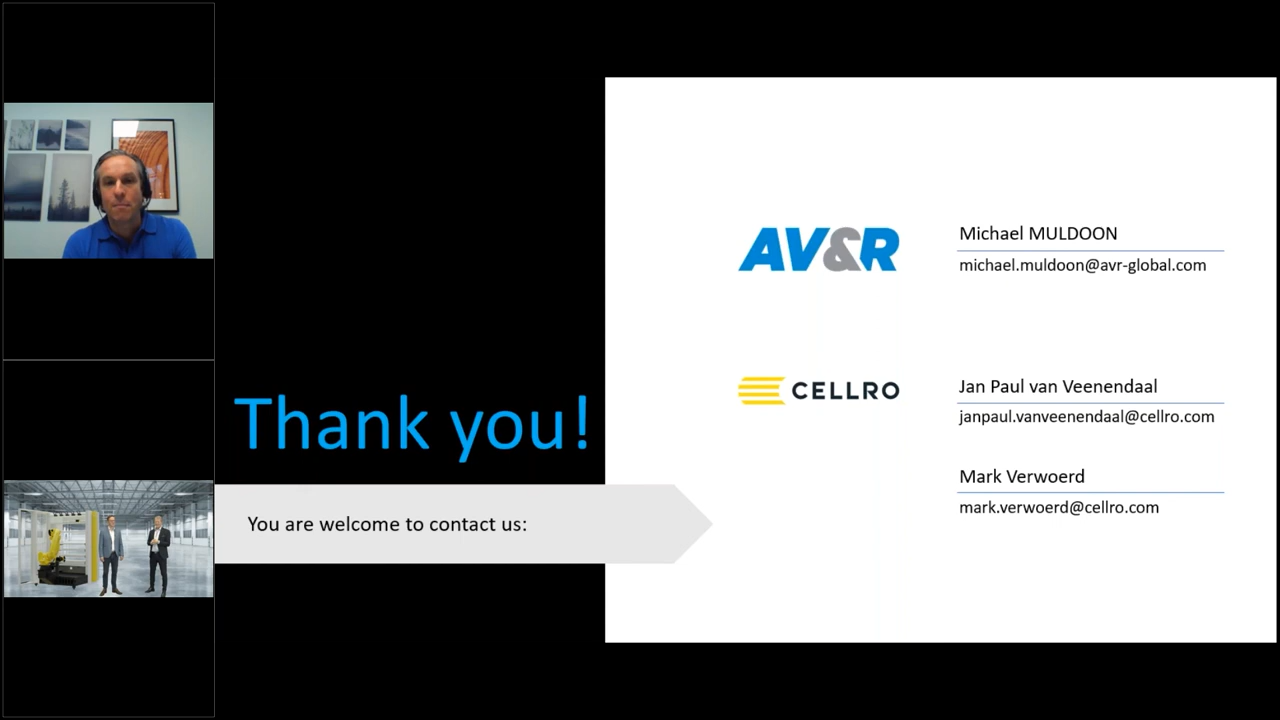 Thank you!
You are welcome to contact us:
AV&R
Michael MULDOON
michael.muldoon@avr-global.com
CELLRO
Jan Paul van Veenendaal
janpaul.vanveenendaal@cellro.com
Mark Verwoerd
mark.verwoerd@cellro.com